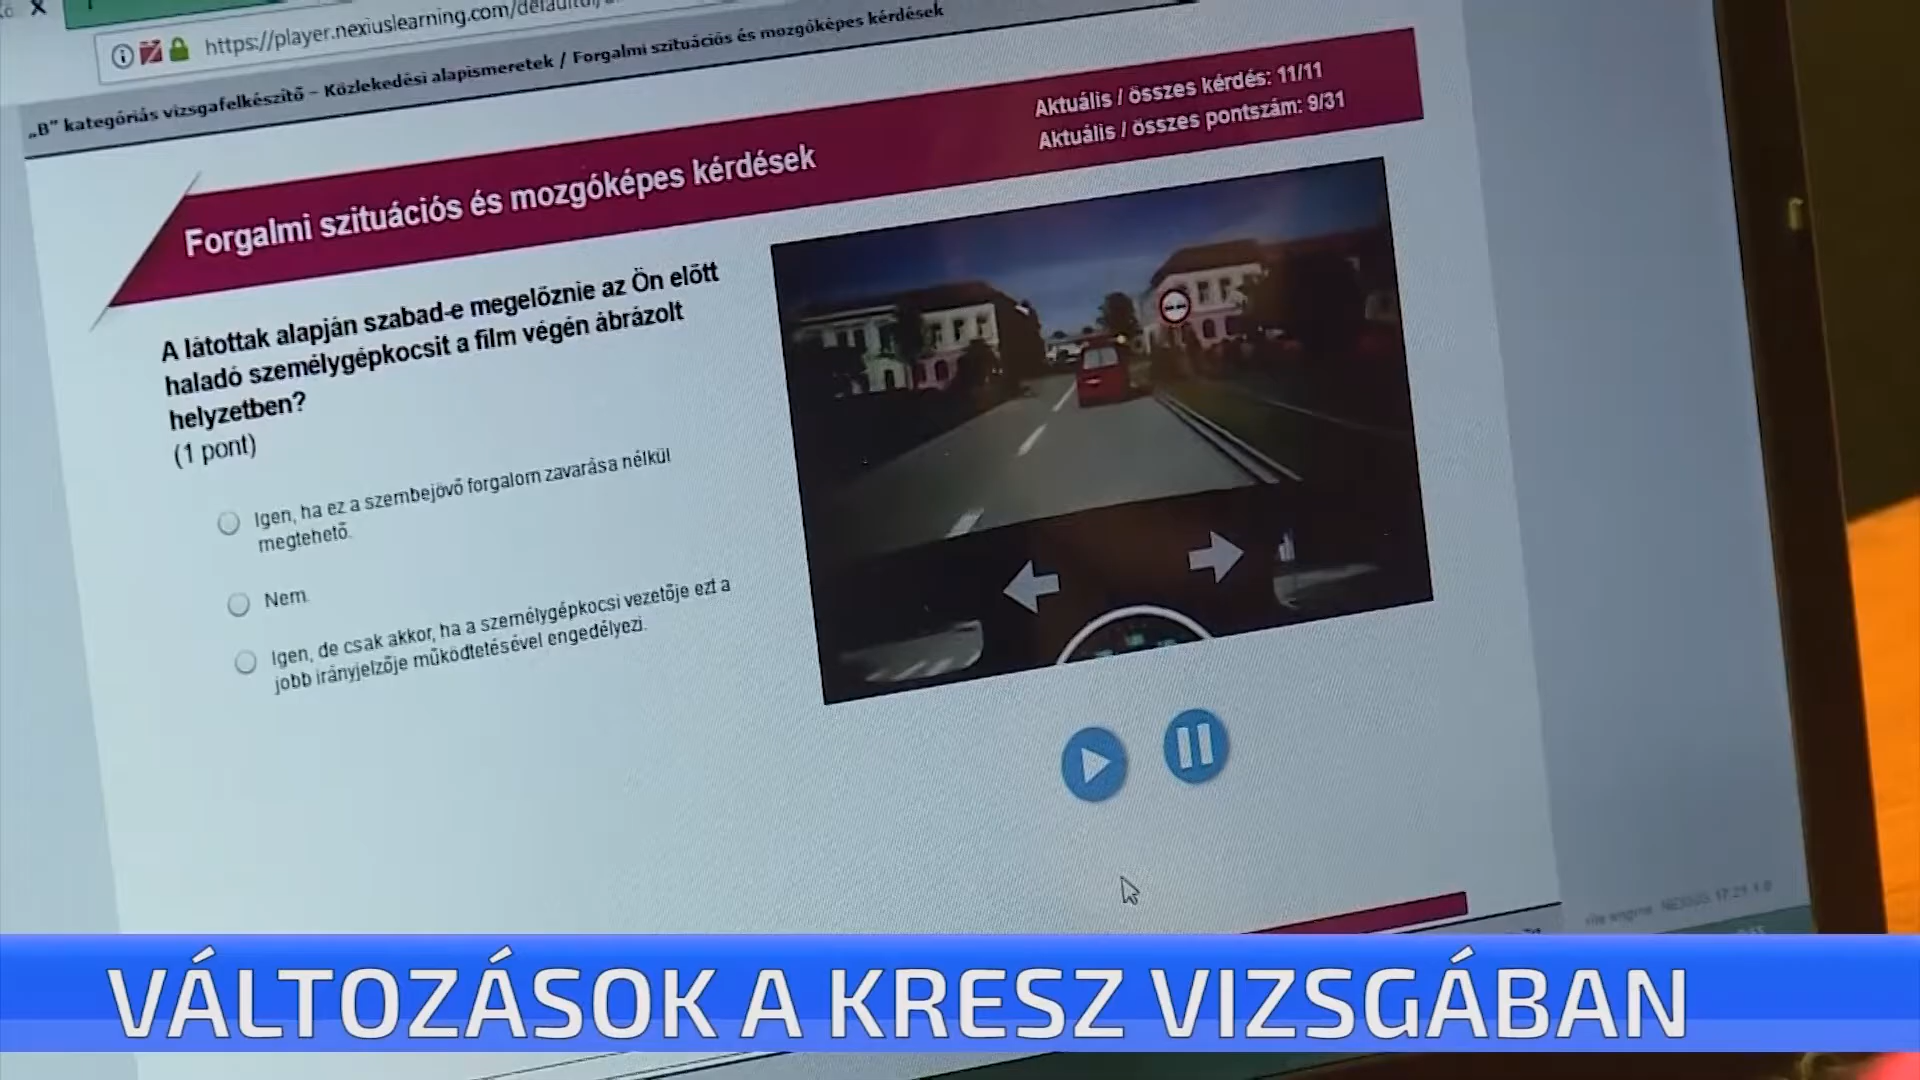 https://player.nexiuslearning.com/
„B” kategóriás vizsgafelkészítő – Közlekedési alapismeretek / Forgalmi szituációs és mozgóképes kérdések
Aktuális / összes kérdés: 11/11
Aktuális / összes pontszám: 9/31
Forgalmi szituációs és mozgóképes kérdések
A látottak alapján szabad-e megelőznie az Ön előtt
haladó személygépkocsit a film végén ábrázolt
helyzetben?
(1 pont)
Igen, ha ez a szembejövő forgalom zavarása nélkül
megtehető.
Nem.
Igen, de csak akkor, ha a személygépkocsi vezetője ezt a
jobb irányjelzője működtetésével engedélyezi.
VÁLTOZÁSOK A KRESZ VIZSGÁBAN